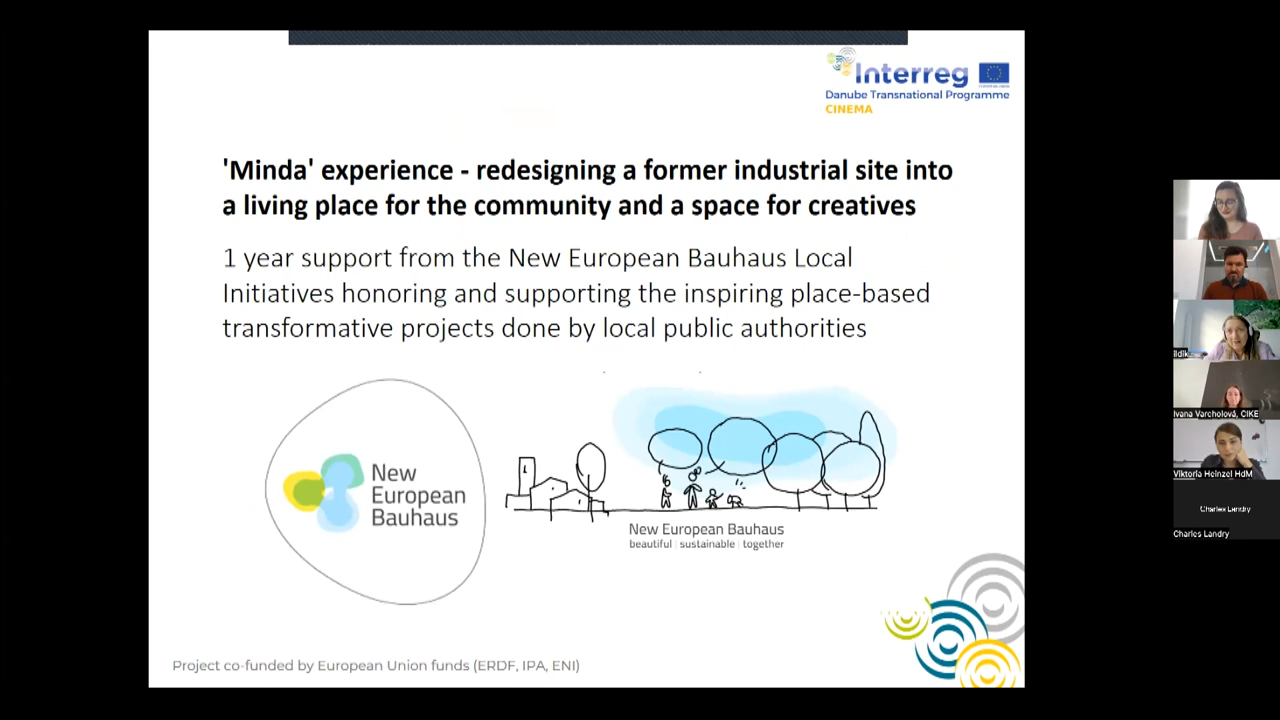 Interreg
Danube Transnational Programme
CINEMA
'Minda' experience - redesigning a former industrial site into
a living place for the community and a space for creatives
1 year support from the New European Bauhaus Local
Initiatives honoring and supporting the inspiring place-based
transformative projects done by local public authorities
New
European
Bauhaus
New European Bauhaus
beautiful | sustainable | together
Project co-funded by European Union funds (ERDF, IPA, ENI)
Ivana Varcholová, CIKE
Viktoria Heinzel HdM
Charles Landry
Charles Landry